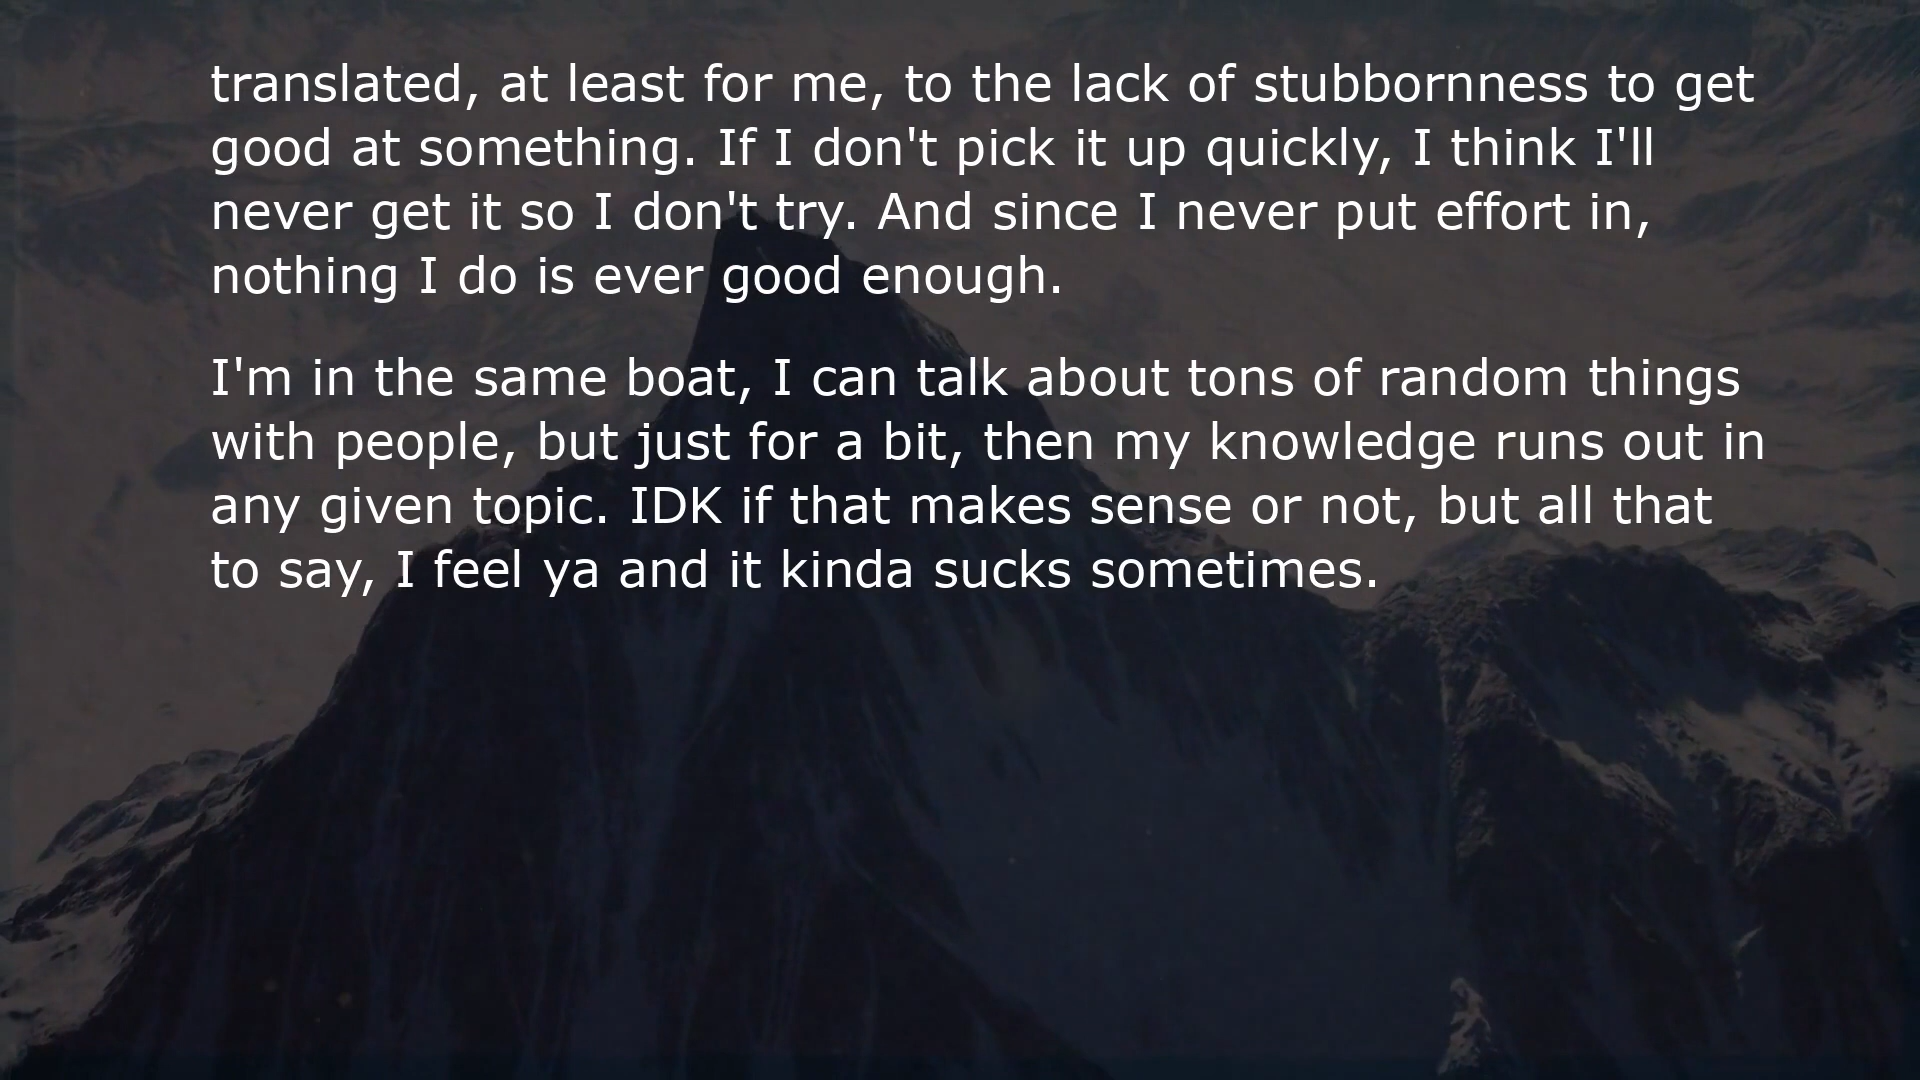 translated, at least for me, to the lack of stubbornness to get
good at something. If I don't pick it up quickly, I think I'll
never get it so I don't try. And since I never put effort in,
nothing I do is ever good enough.
I'm in the same boat, I can talk about tons of random things
with people, but just for a bit, then my knowledge runs out in
any given topic. IDK if that makes sense or not, but all that
to say, I feel ya and it kinda sucks sometimes.